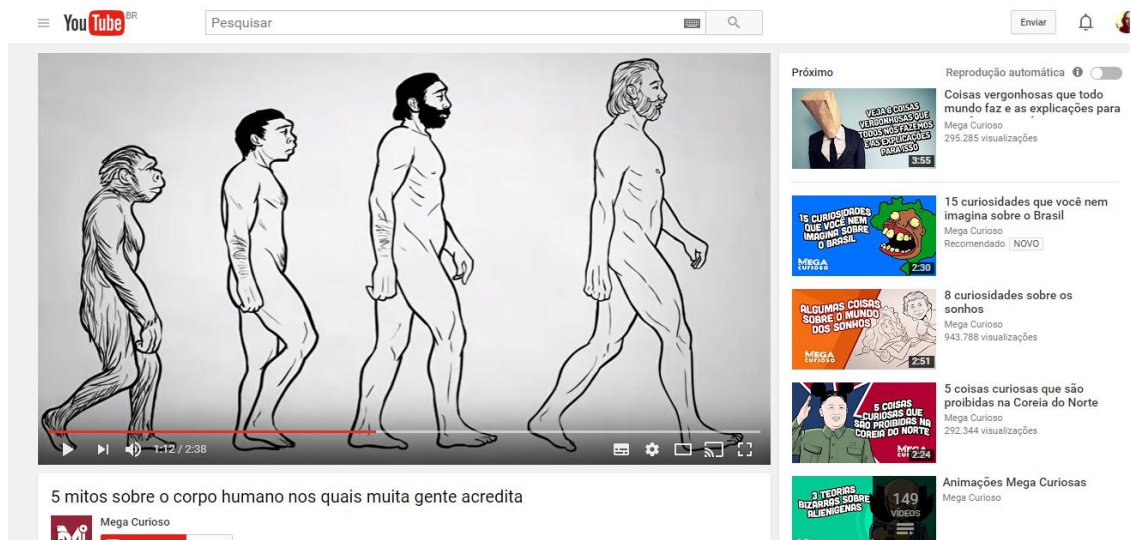 YouTube BR
Pesquisar
Enviar
1:12 / 2:38
5 mitos sobre o corpo humano nos quais muita gente acredita
Mega Curioso
Próximo
Reprodução automática
VEJA 6 COISAS
VERGONHOSAS QUE
TODOS NÓS FAZEMOS
E AS EXPLICAÇÕES
PARA ISSO
3:55
Coisas vergonhosas que todo
mundo faz e as explicações para
Mega Curioso
295.285 visualizações
15 CURIOSIDADES
QUE VOCÊ NEM
IMAGINA SOBRE
O BRASIL
MEGA
CURIOSO
2:30
15 curiosidades que você nem
imagina sobre o Brasil
Mega Curioso
Recomendado NOVO
ALGUMAS COISAS
SOBRE O MUNDO
DOS SONHOS
MEGA
CURIOSO
2:51
8 curiosidades sobre os
sonhos
Mega Curioso
943.788 visualizações
5 COISAS
CURIOSAS QUE
SÃO PROIBIDAS NA
COREIA DO NORTE
2:24
5 coisas curiosas que são
proibidas na Coreia do Norte
Mega Curioso
292.344 visualizações
3 TEORIAS
BIZARRAS SOBRE
ALIENÍGENAS
149
VÍDEOS
Animações Mega Curiosas
Mega Curioso